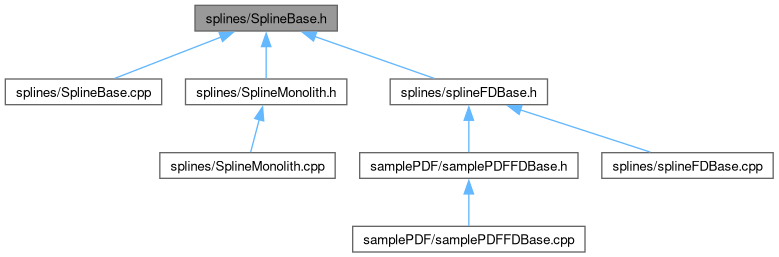 splines/SplineBase.h
splines/SplineBase.cpp
splines/SplineMonolith.h
splines/splineFDBase.h
splines/SplineMonolith.cpp
samplePDF/samplePDFFDBase.h
splines/splineFDBase.cpp
samplePDF/samplePDFFDBase.cpp